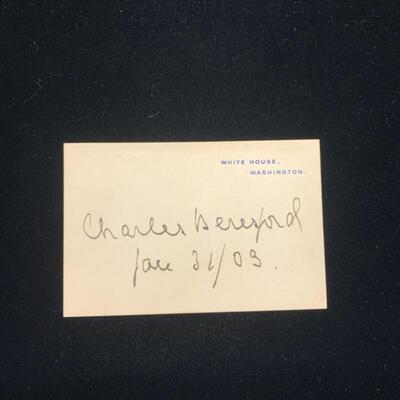 WHITE HOUSE,
WASHINGTON.
Charles Beresford
Jan 31/03.